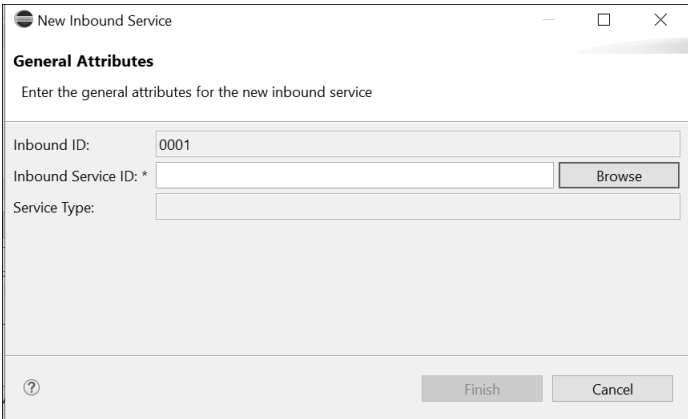 New Inbound Service
General Attributes
Enter the general attributes for the new inbound service
Inbound ID: 0001
Inbound Service ID: * Browse
Service Type:
? Finish Cancel